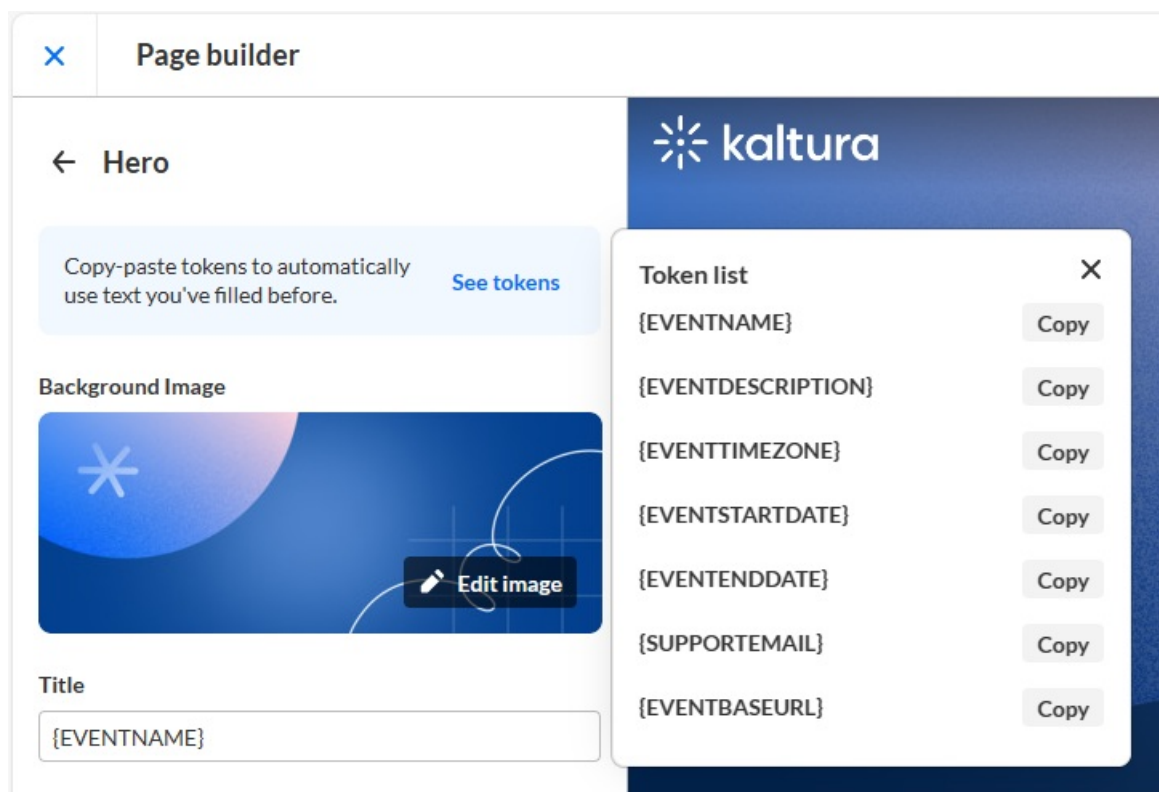 Page builder
Hero
Copy-paste tokens to automatically
use text you've filled before.
See tokens
Background Image
Edit image
Title
{EVENTNAME}
kaltura
Token list
{EVENTNAME} Copy
{EVENTDESCRIPTION} Copy
{EVENTTIMEZONE} Copy
{EVENTSTARTDATE} Copy
{EVENTENDDATE} Copy
{SUPPORTEMAIL} Copy
{EVENTBASEURL} Copy